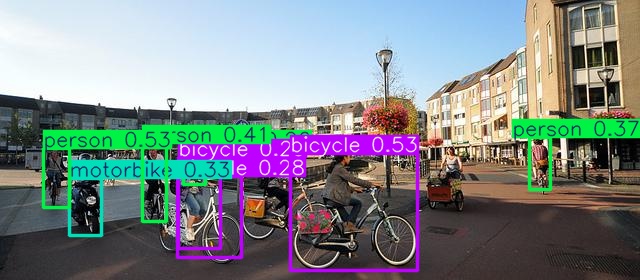 person 0.37
person 0.53
son 0.41
bicycle 0.2
bicycle 0.53
motorbike 0.33
e 0.28